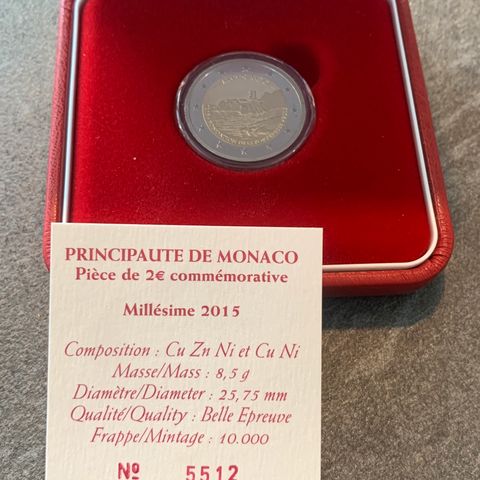 MONACO
PRINCIPAUTE DE MONACO
Pièce de 2€ commémorative
Millésime 2015
Composition : Cu Zn Ni et Cu Ni
Masse/Mass : 8,5 g
Diamètre/Diameter : 25,75 mm
Qualité/Quality : Belle Epreuve
Frappe/Mintage : 10.000
Nº 5512